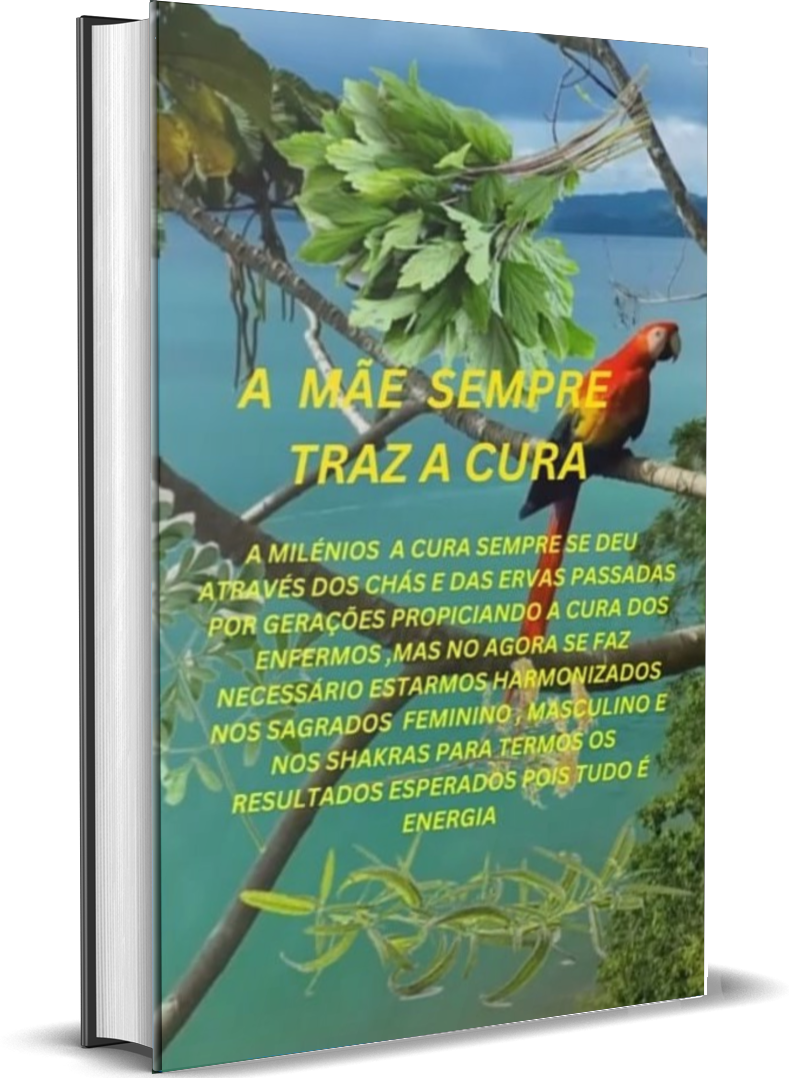 A MÃE SEMPRE
TRAZ A CURA
A MILÉNIOS A CURA SEMPRE SE DEU
ATRAVÉS DOS CHÁS E DAS ERVAS PASSADAS
POR GERAÇÕES PROPICIANDO A CURA DOS
ENFERMOS ,MAS NO AGORA SE FAZ
NECESSÁRIO ESTARMOS HARMONIZADOS
NOS SAGRADOS FEMININO , MASCULINO E
NOS SHAKRAS PARA TERMOS OS
RESULTADOS ESPERADOS POIS TUDO É
ENERGIA